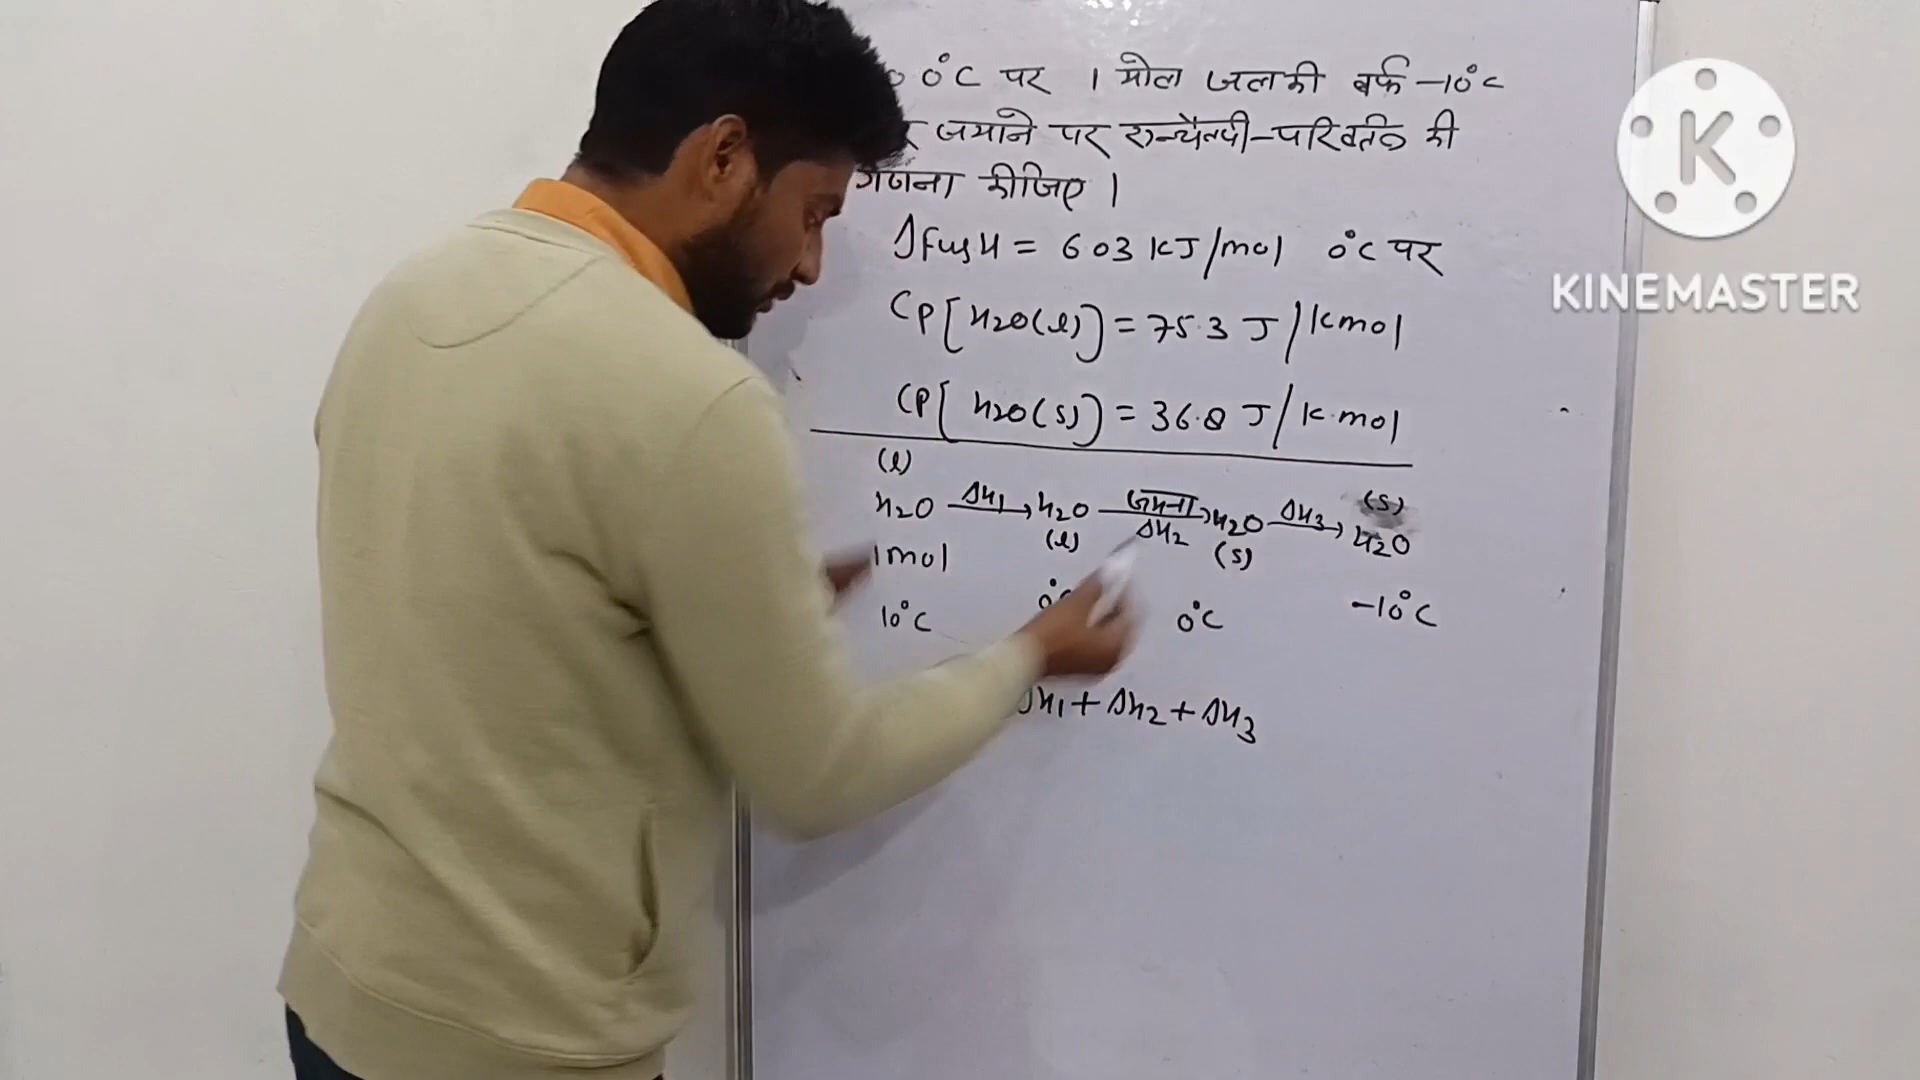 0°C पर 1 मोल जलकी बर्फ -10°C
जमाने पर एन्थैल्पी-परिवर्तन की
गणना कीजिए।
ΔFusH = 6.03 KJ/mol 0°C पर
Cp[H2O(l)] = 75.3 J/Kmol
Cp[H2O(s)] = 36.8 J/K.mol
(l) (s)
H2O ΔH1→ H2O जमना→ H2O ΔH3→ H2O
(l) ΔH2 (s)
1mol
10°C 0°C 0°C -10°C
ΔH1 + ΔH2 + ΔH3
K
KINEMASTER